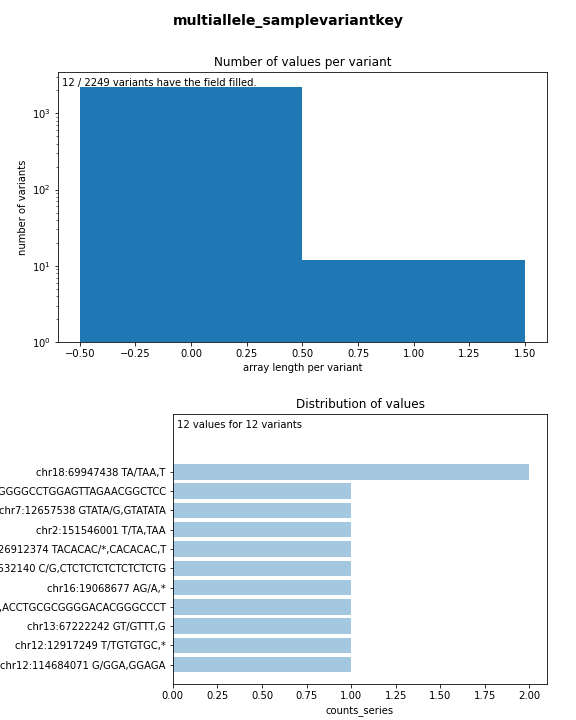 multiallele_samplevariantkey
Number of values per variant
12 / 2249 variants have the field filled.
10³
10²
10¹
10⁰
number of variants
−0.50 −0.25 0.00 0.25 0.50 0.75 1.00 1.25 1.50
array length per variant
Distribution of values
12 values for 12 variants
chr18:69947438 TA/TAA,T
GGGGCCTGGAGTTAGAACGGCTCC
chr7:12657538 GTATA/G,GTATATA
chr2:151546001 T/TA,TAA
26912374 TACACAC/*,CACACAC,T
532140 C/G,CTCTCTCTCTCTCTCTG
chr16:19068677 AG/A,*
,ACCTGCGCGGGGACACGGGCCCT
chr13:67222242 GT/GTTT,G
chr12:12917249 T/TGTGTGC,*
chr12:114684071 G/GGA,GGAGA
0.00 0.25 0.50 0.75 1.00 1.25 1.50 1.75 2.00
counts_series